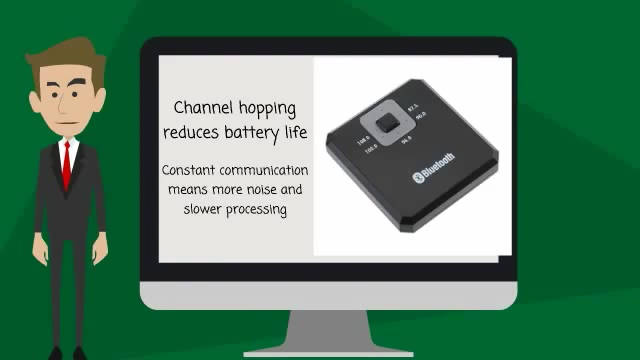 Channel hopping
reduces battery life
Constant communication
means more noise and
slower processing
Bluetooth